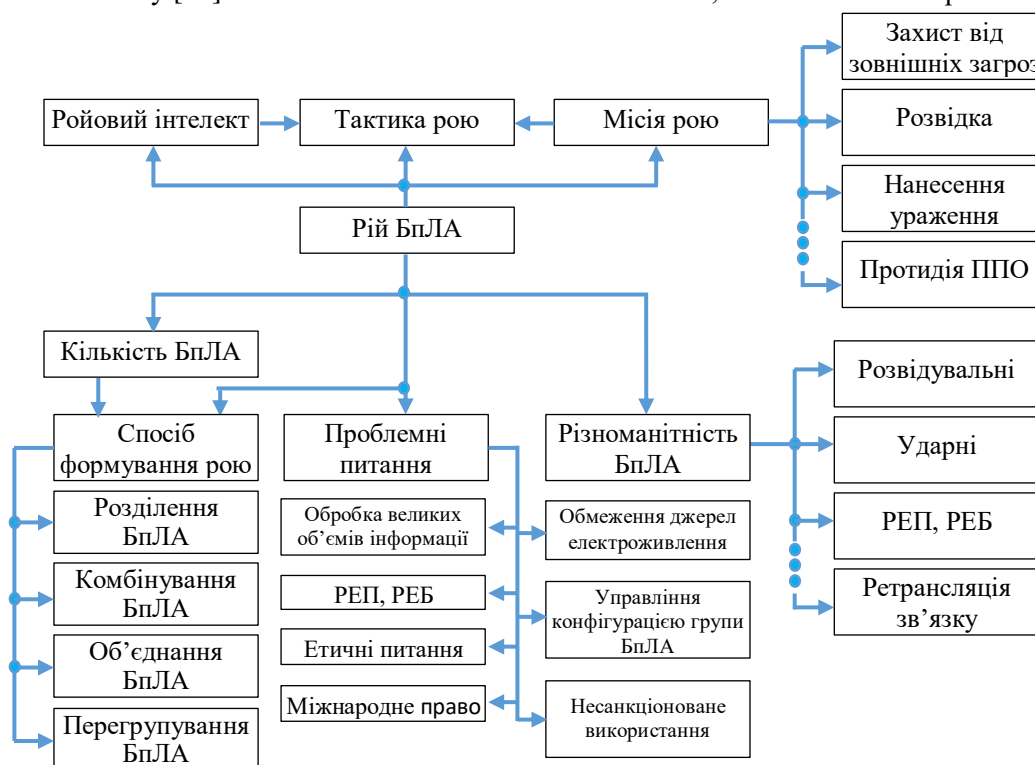 Захист від
зовнішніх загроз
Ройовий інтелект
Тактика рою
Місія рою
Розвідка
Нанесення
ураження
Рій БпЛА
Протидія ППО
Кількість БпЛА
Розвідувальні
Спосіб
формування рою
Проблемні
питання
Різноманітність
БпЛА
Ударні
Розділення
БпЛА
Обробка великих
об’ємів інформації
Обмеження джерел
електроживлення
РЕП, РЕБ
Комбінування
БпЛА
РЕП, РЕБ
Управління
конфігурацією групи
БпЛА
Ретрансляція
зв’язку
Об’єднання
БпЛА
Етичні питання
Міжнародне право
Несанкціоноване
використання
Перегрупування
БпЛА